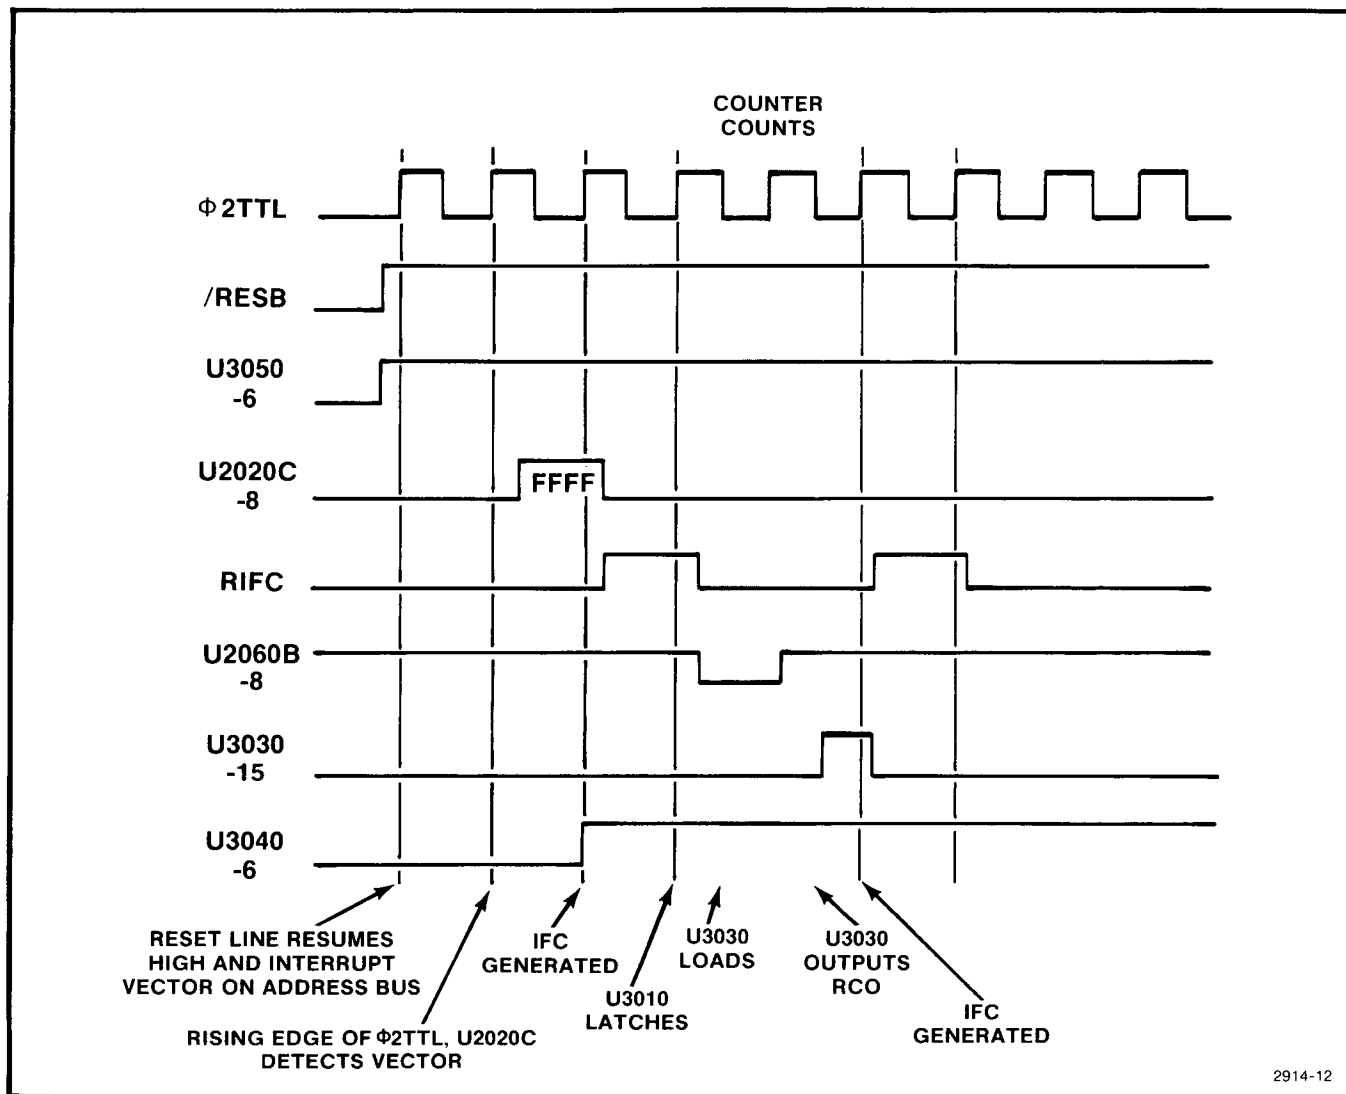 COUNTER
COUNTS
Φ2TTL
/RESB
U3050
-6
U2020C
-8
FFFF
RIFC
U2060B
-8
U3030
-15
U3040
-6
RESET LINE RESUMES
HIGH AND INTERRUPT
VECTOR ON ADDRESS BUS
RISING EDGE OF Φ2TTL, U2020C
DETECTS VECTOR
IFC
GENERATED
U3010
LATCHES
U3030
LOADS
U3030
OUTPUTS
RCO
IFC
GENERATED
2914-12